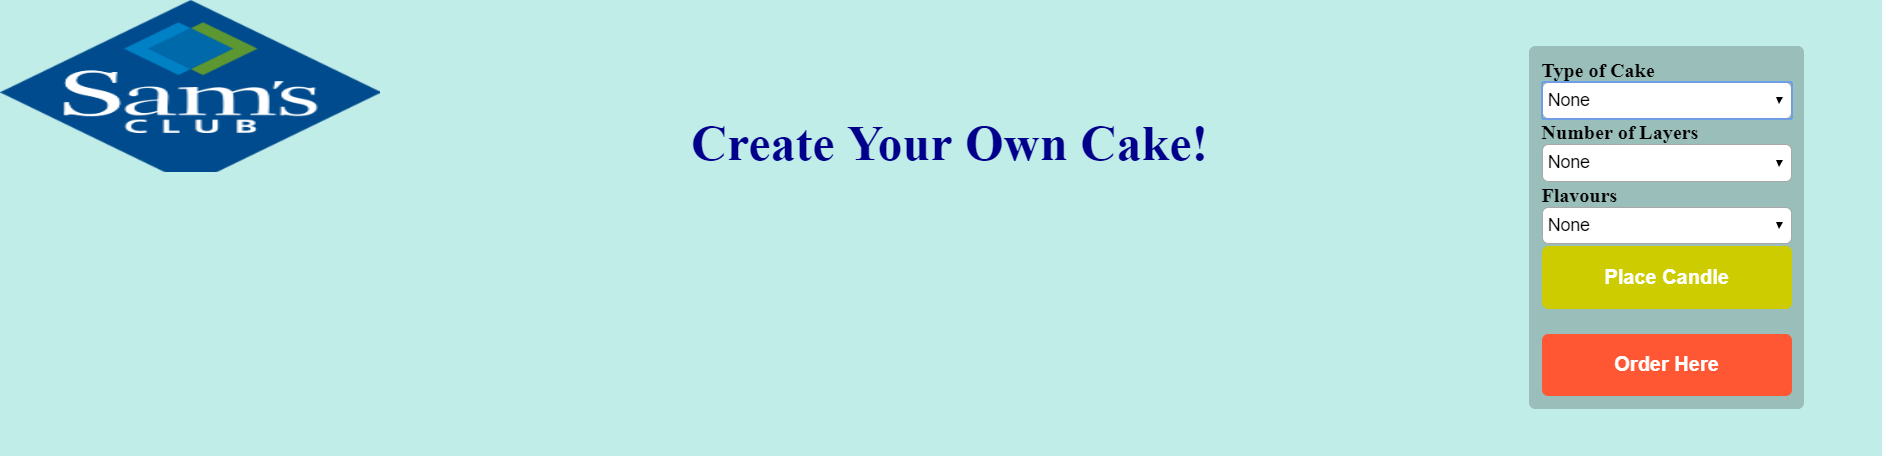 Sam's
CLUB
Create Your Own Cake!
Type of Cake
None
Number of Layers
None
Flavours
None
Place Candle
Order Here